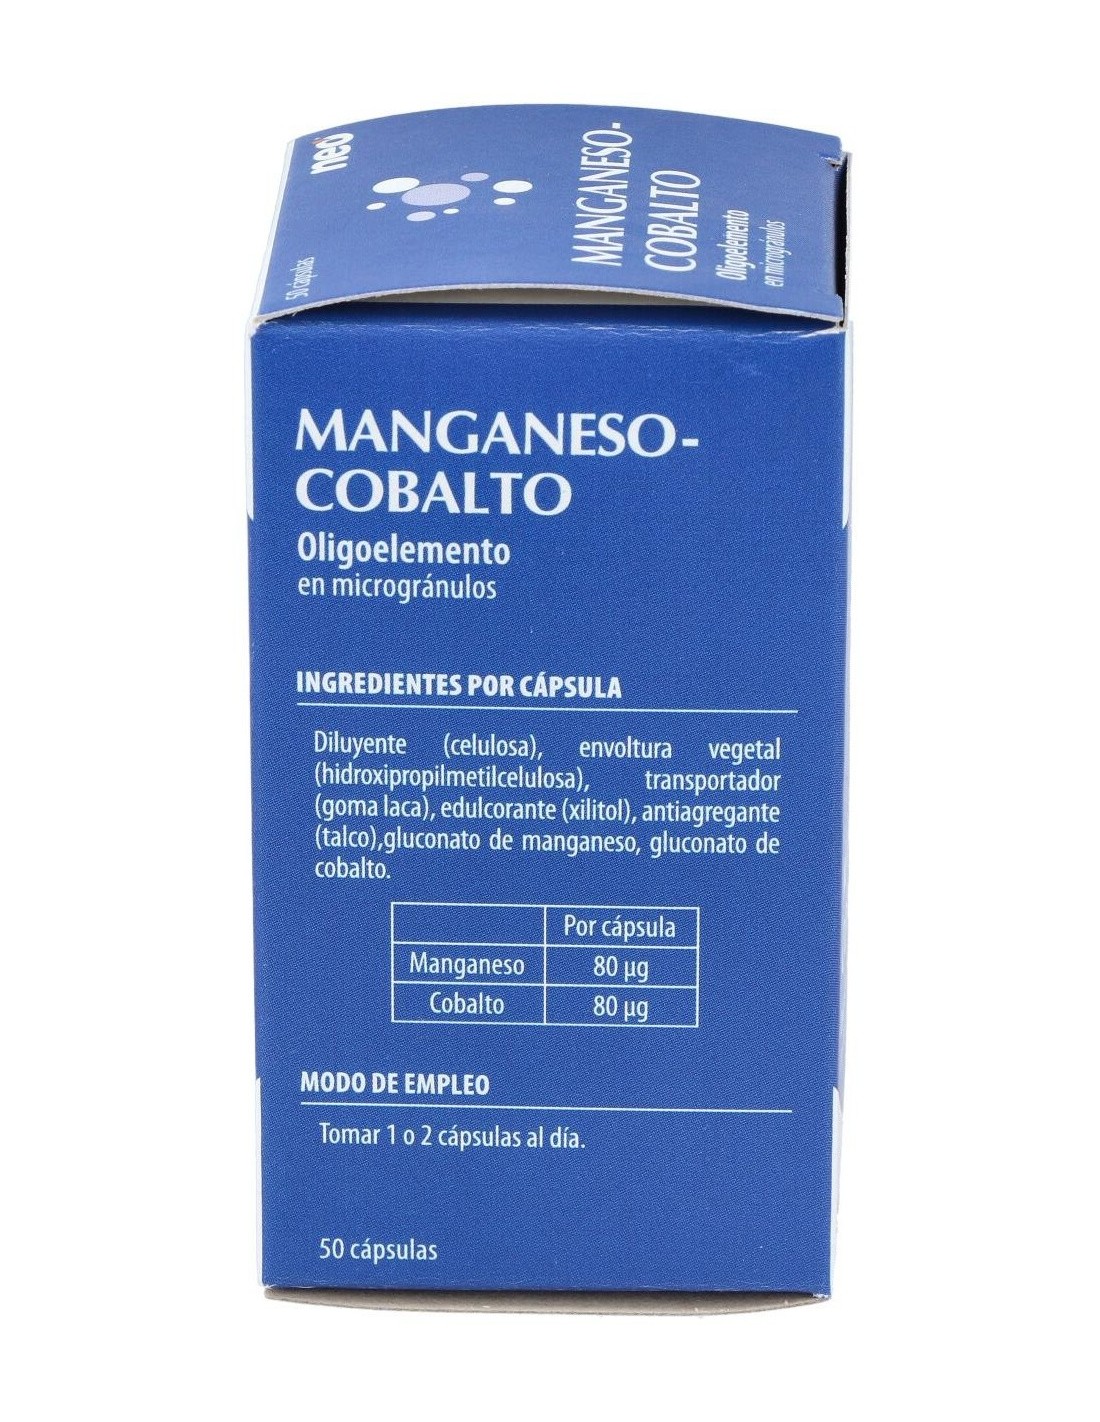 neo
MANGANESO-
COBALTO
Oligoelemento
en microgránulos
50 cápsulas
MANGANESO-
COBALTO
Oligoelemento
en microgránulos
INGREDIENTES POR CÁPSULA
Diluyente (celulosa), envoltura vegetal
(hidroxipropilmetilcelulosa), transportador
(goma laca), edulcorante (xilitol), antiagregante
(talco),gluconato de manganeso, gluconato de
cobalto.
Por cápsula
Manganeso 80 µg
Cobalto 80 µg
MODO DE EMPLEO
Tomar 1 o 2 cápsulas al día.
50 cápsulas